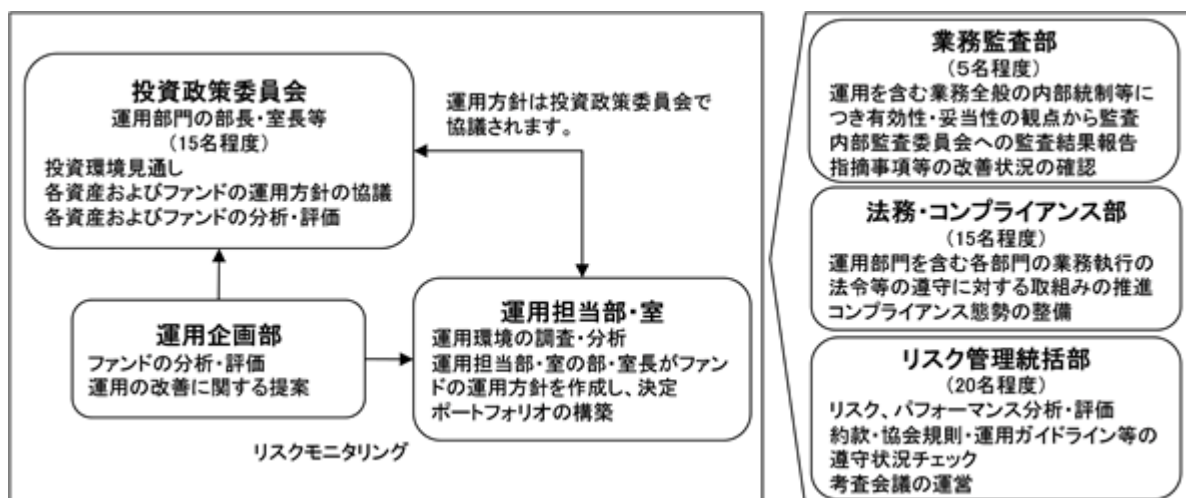 投資政策委員会
運用部門の部長・室長等
(15名程度)
投資環境見通し
各資産およびファンドの運用方針の協議
各資産およびファンドの分析・評価
運用方針は投資政策委員会で
協議されます。
運用企画部
ファンドの分析・評価
運用の改善に関する提案
運用担当部・室
運用環境の調査・分析
運用担当部・室の部・室長がファン
ドの運用方針を作成し、決定
ポートフォリオの構築
リスクモニタリング
業務監査部
(5名程度)
運用を含む業務全般の内部統制等に
つき有効性・妥当性の観点から監査
内部監査委員会への監査結果報告
指摘事項等の改善状況の確認
法務・コンプライアンス部
(15名程度)
運用部門を含む各部門の業務執行の
法令等の遵守に対する取組みの推進
コンプライアンス態勢の整備
リスク管理統括部
(20名程度)
リスク、パフォーマンス分析・評価
約款・協会規則・運用ガイドライン等の
遵守状況チェック
考査会議の運営